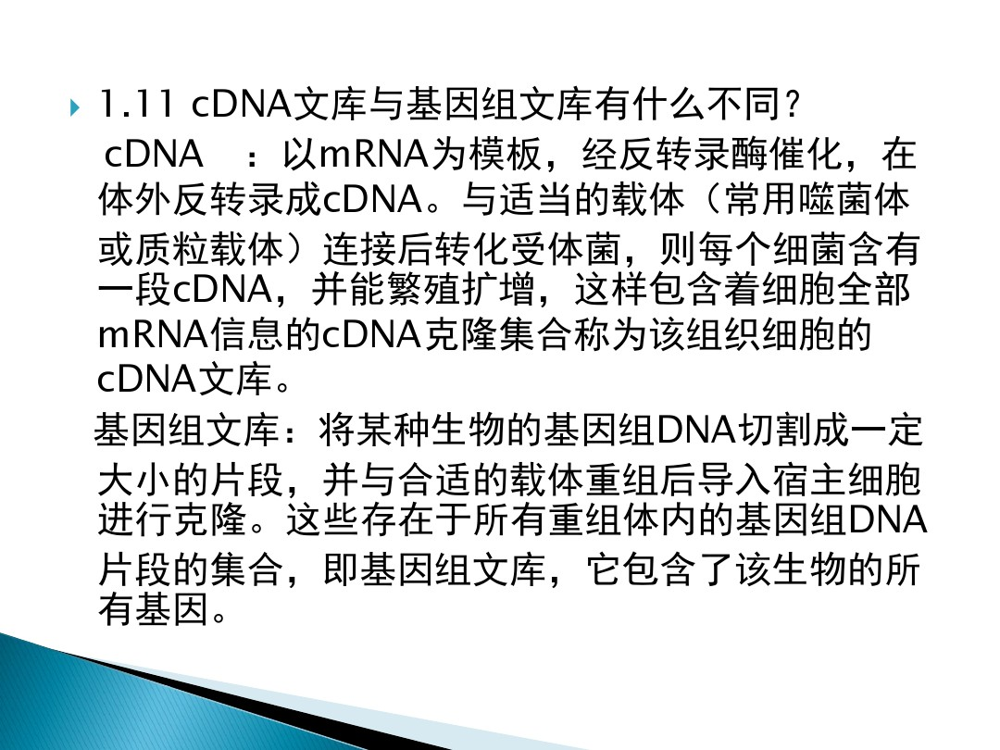 1.11 cDNA文库与基因组文库有什么不同？
cDNA ：以mRNA为模板，经反转录酶催化，在
体外反转录成cDNA。与适当的载体（常用噬菌体
或质粒载体）连接后转化受体菌，则每个细菌含有
一段cDNA，并能繁殖扩增，这样包含着细胞全部
mRNA信息的cDNA克隆集合称为该组织细胞的
cDNA文库。
基因组文库：将某种生物的基因组DNA切割成一定
大小的片段，并与合适的载体重组后导入宿主细胞
进行克隆。这些存在于所有重组体内的基因组DNA
片段的集合，即基因组文库，它包含了该生物的所
有基因。